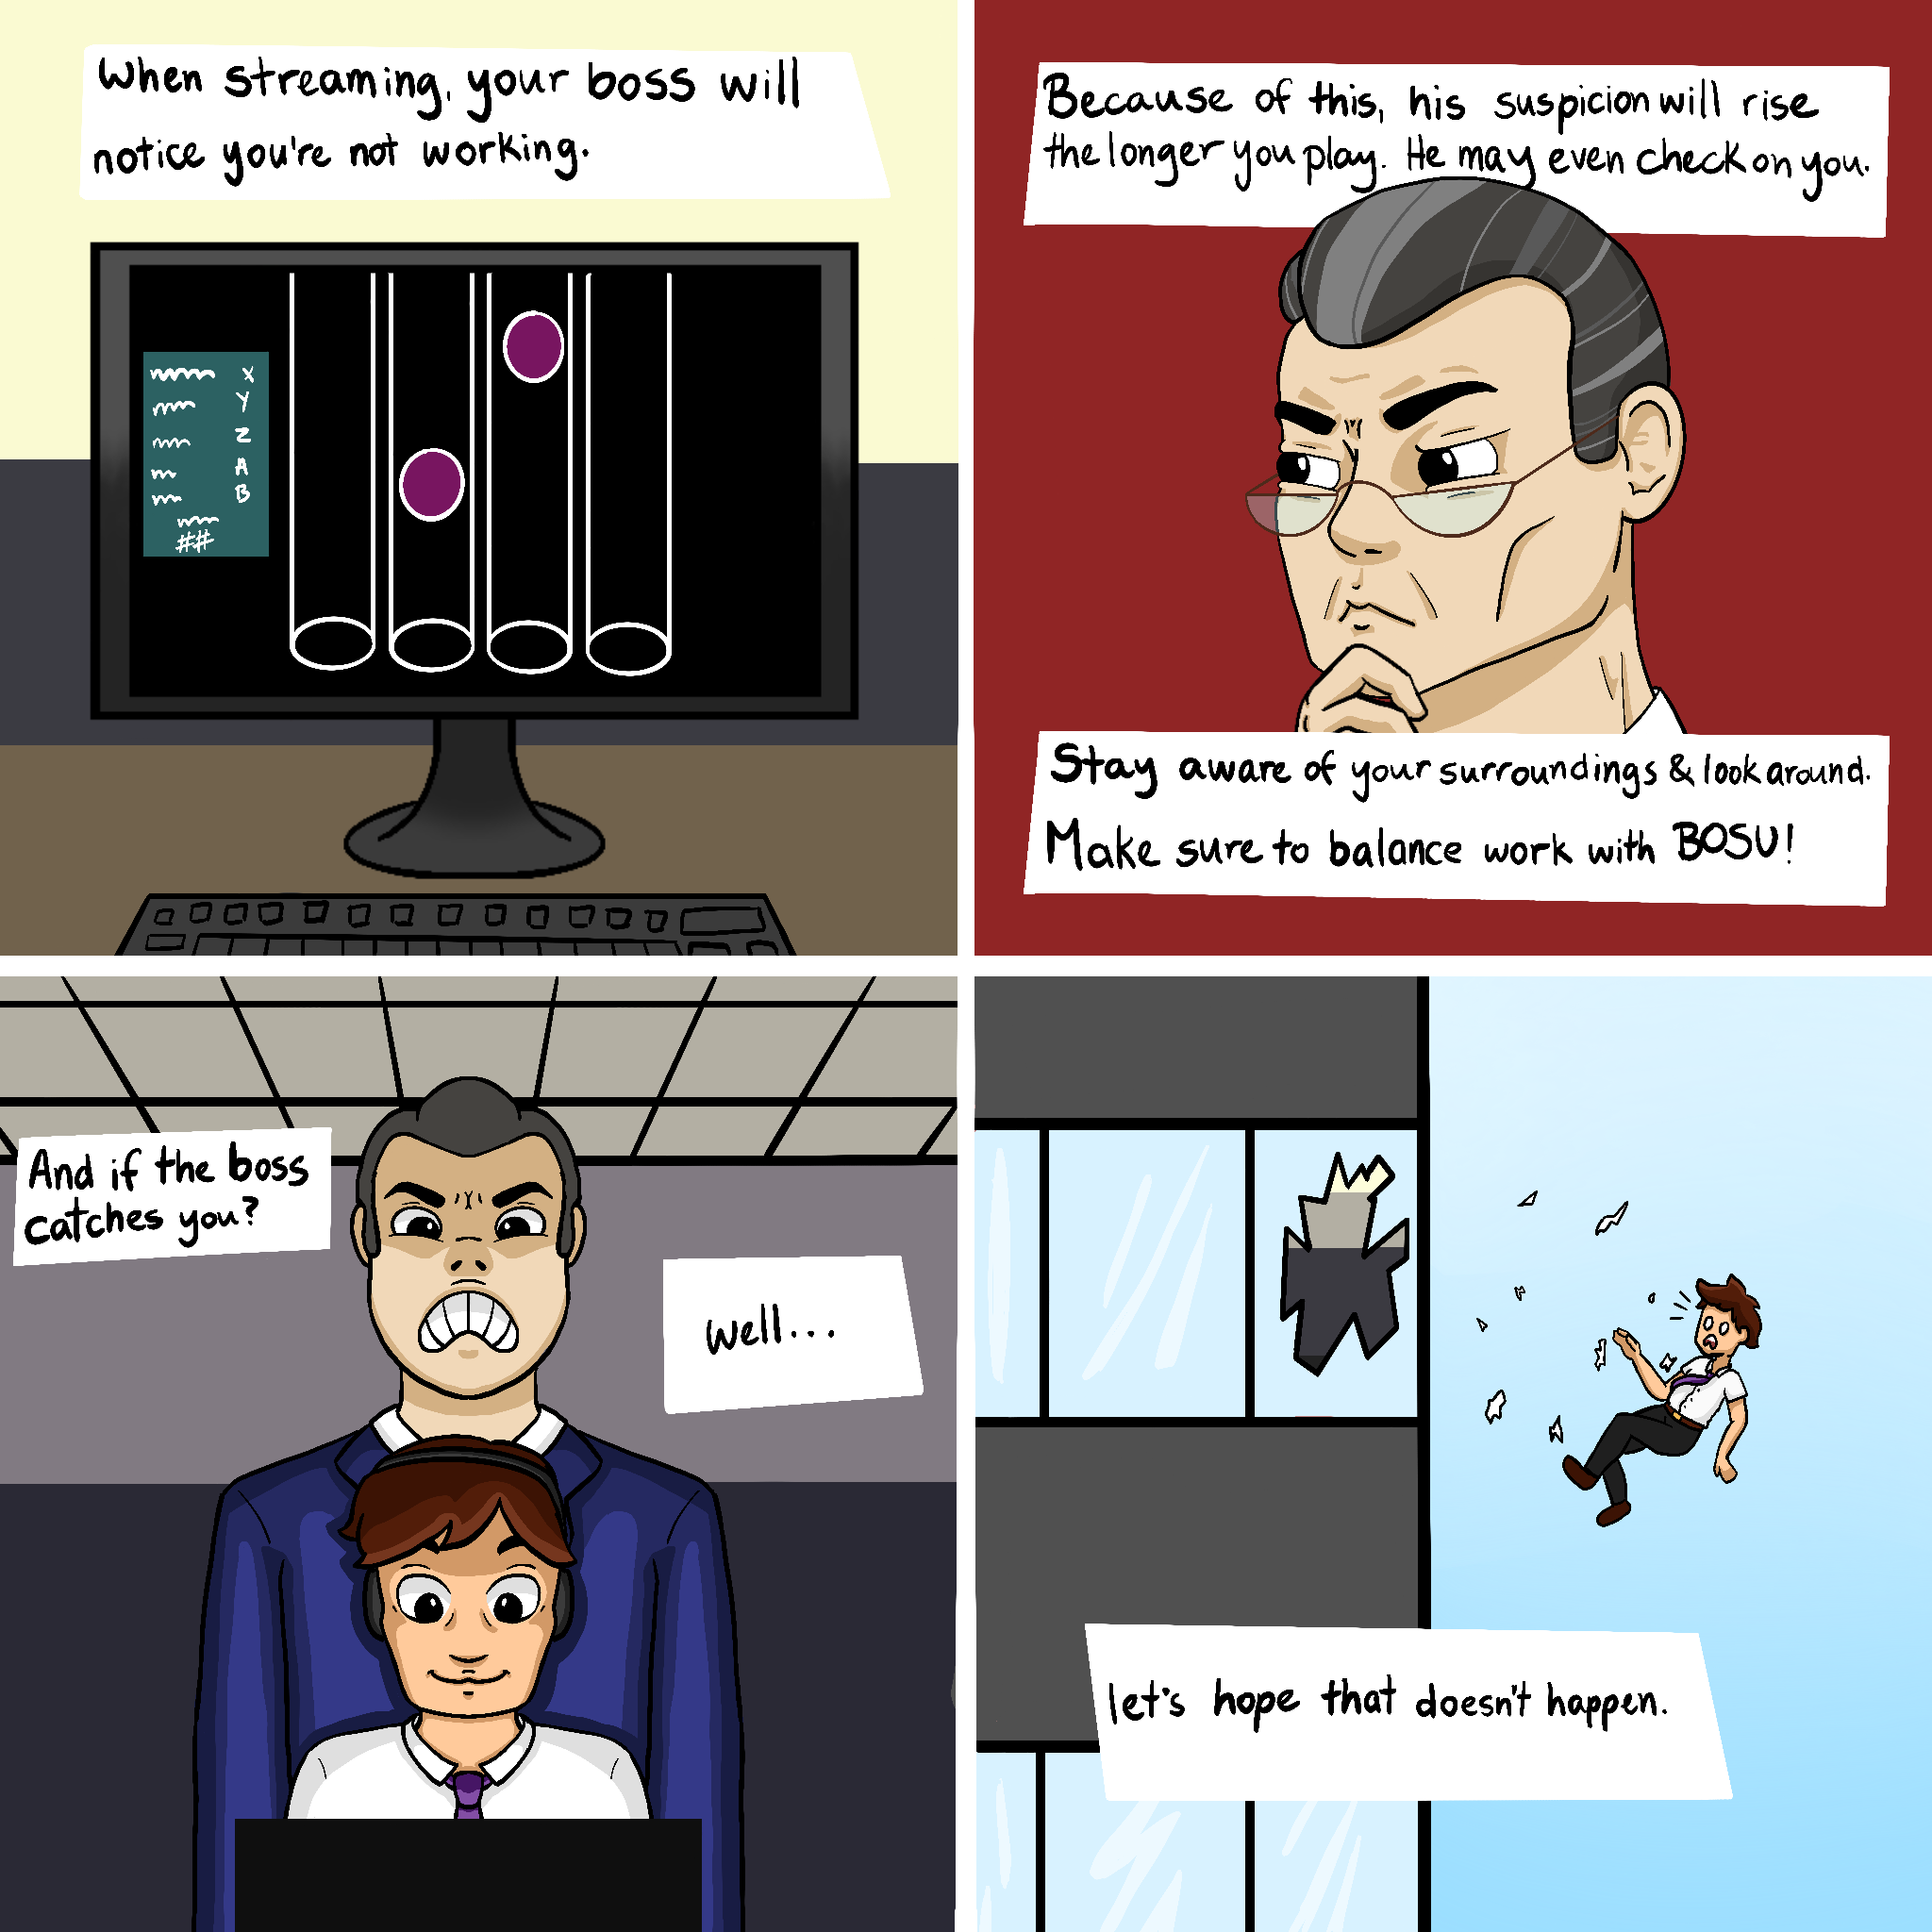 When streaming, your boss will
notice you're not working.
X
Y
Z
A
B
##
Because of this, his suspicion will rise
the longer you play. He may even check on you.
Stay aware of your surroundings & look around.
Make sure to balance work with BOSU!
And if the boss
catches you?
well...
let's hope that doesn't happen.